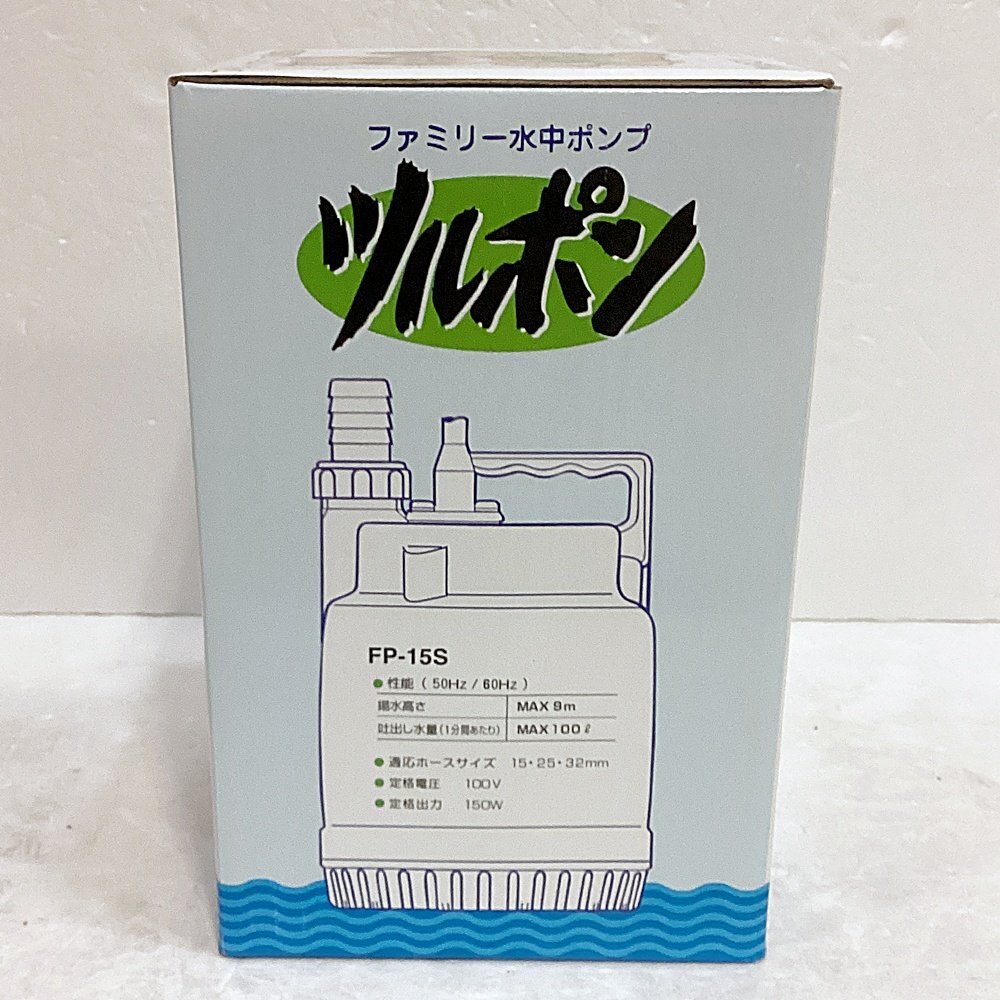 ファミリー水中ポンプ
ツルポン
FP-15S
●性能 ( 50Hz / 60Hz )
揚水高さ MAX 9m
吐出し水量(1分間あたり) MAX 100ℓ
●適応ホースサイズ 15・25・32mm
●定格電圧 100V
●定格出力 150W